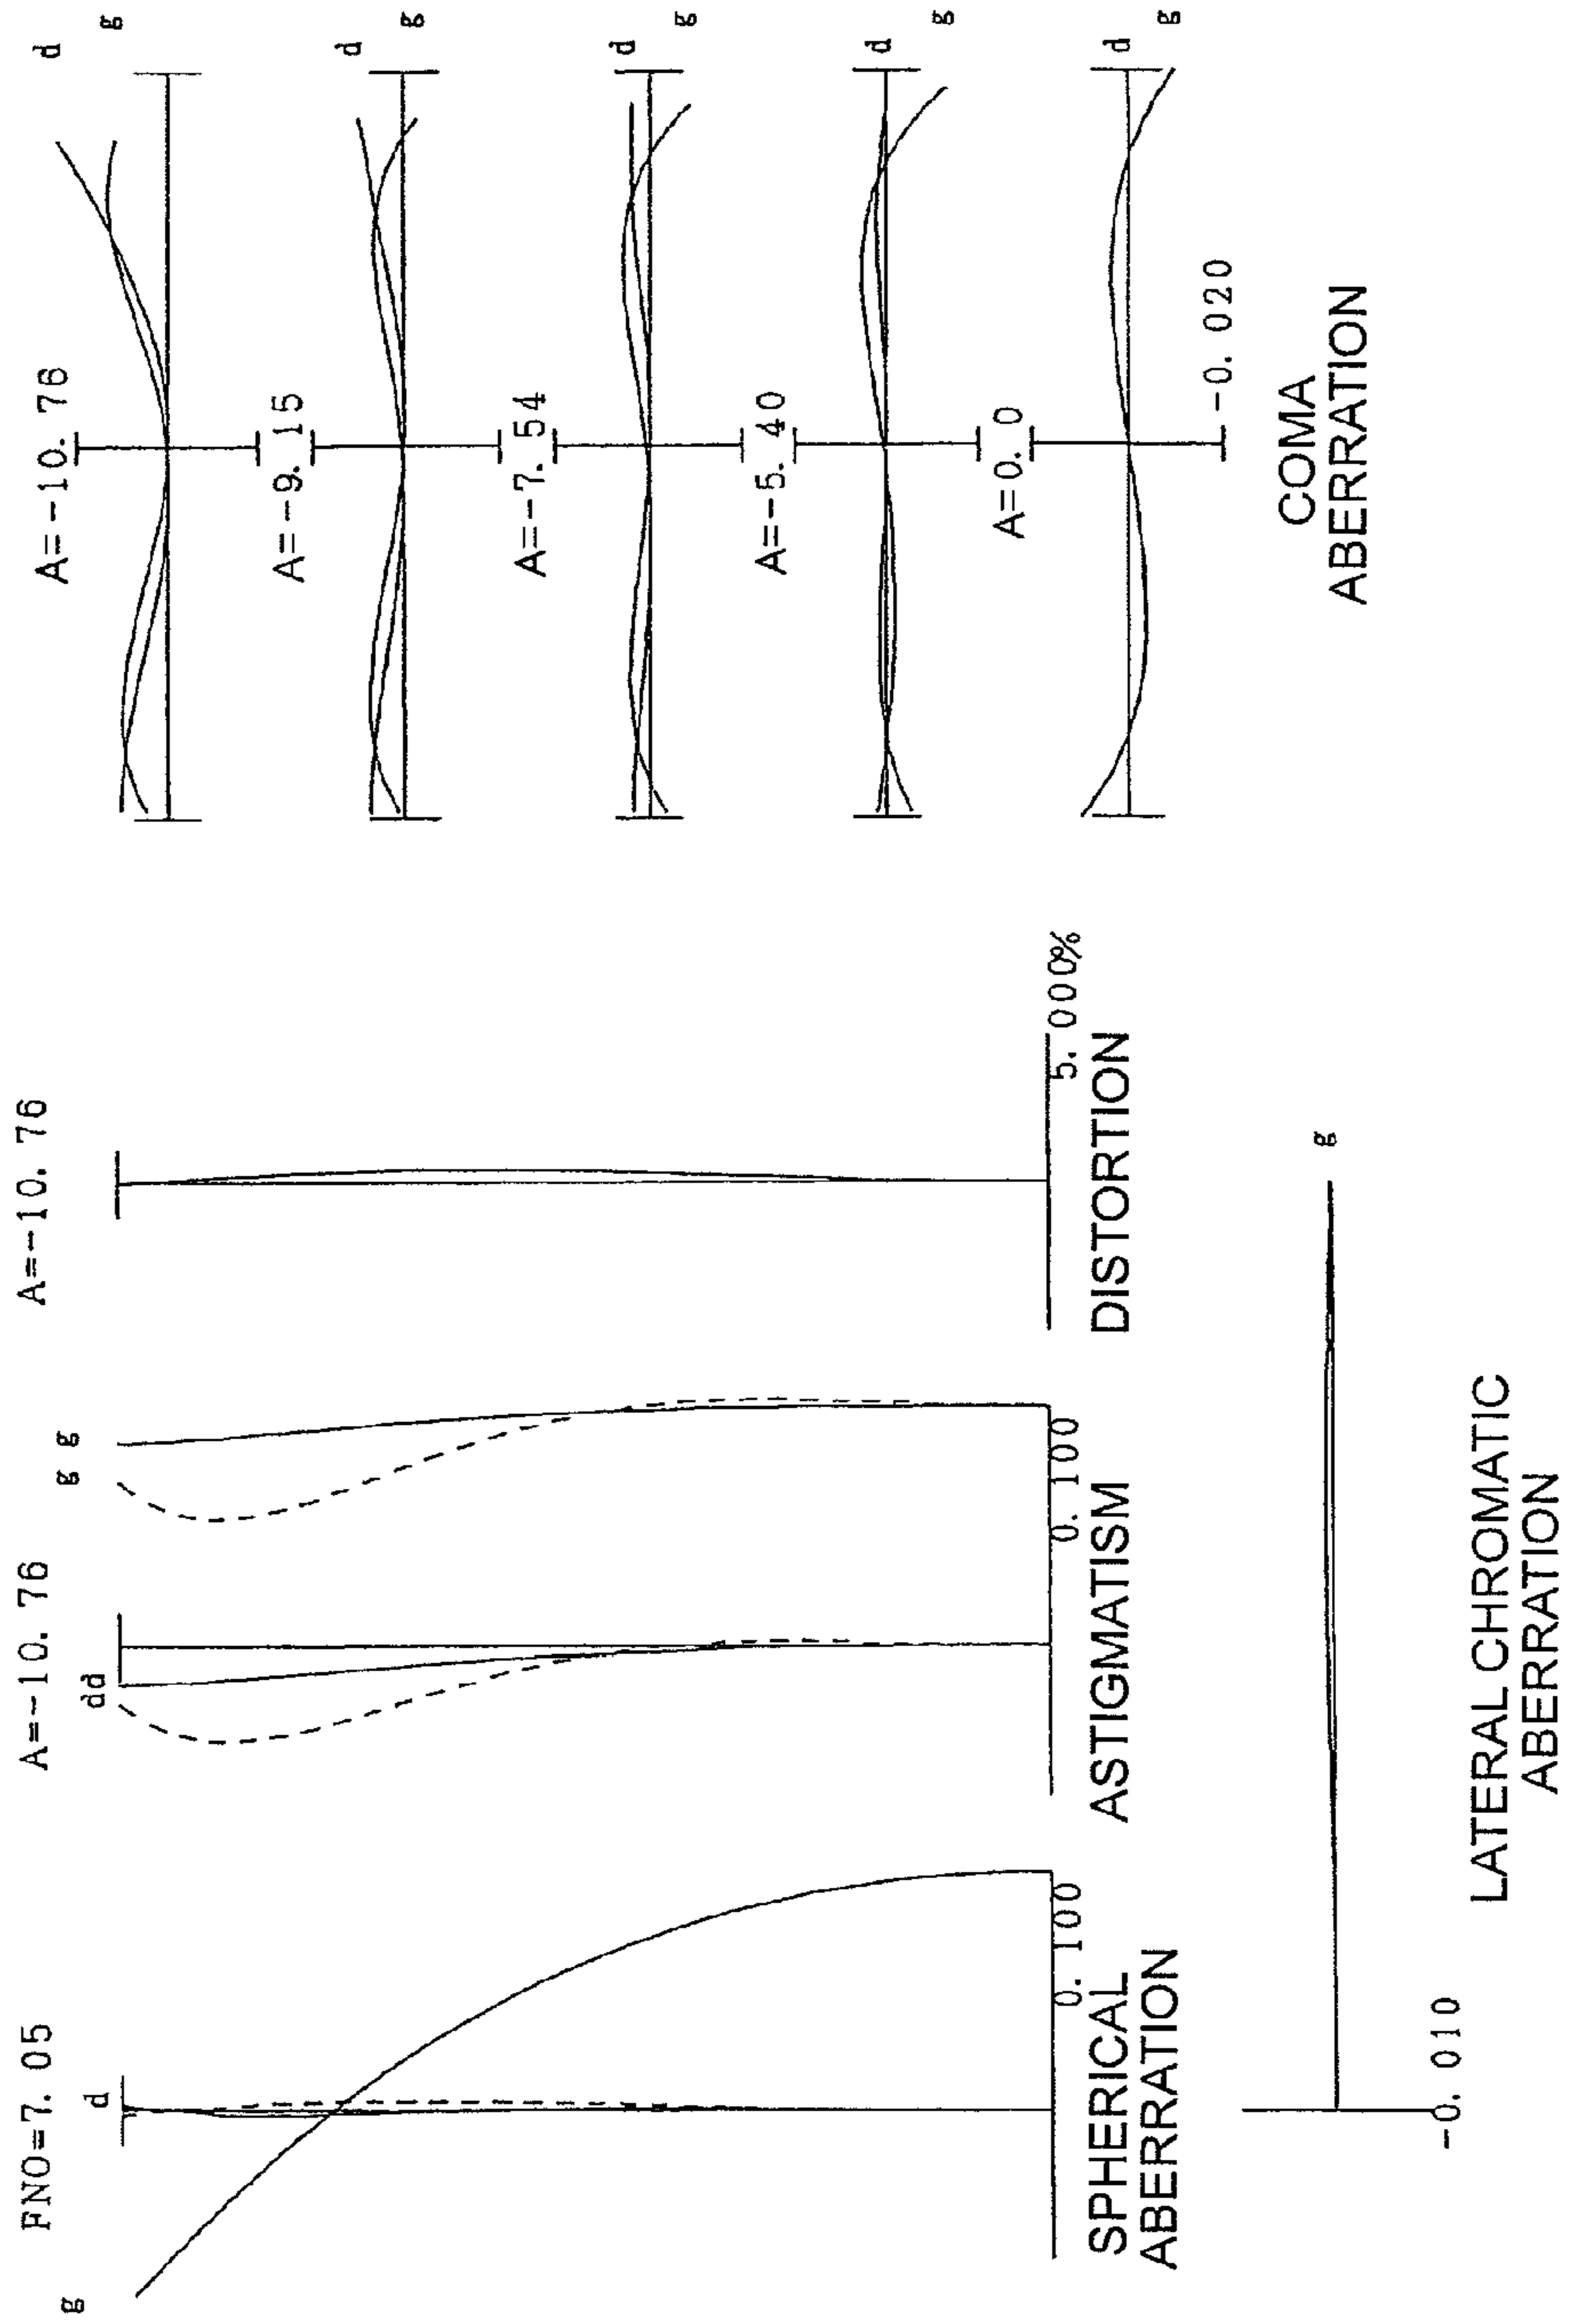 FNO=7. 05
d
g
0. 100
SPHERICAL
ABERRATION
A=-10. 76
dd
g g
0. 100
ASTIGMATISM
A=-10. 76
5. 000%
DISTORTION
A=-10. 76
d
g
A=-9. 15
d
g
A=-7. 54
d
g
A=-5. 40
d
g
A=0. 0
d
g
-0. 020
COMA
ABERRATION
g
-0. 010
LATERAL CHROMATIC
ABERRATION